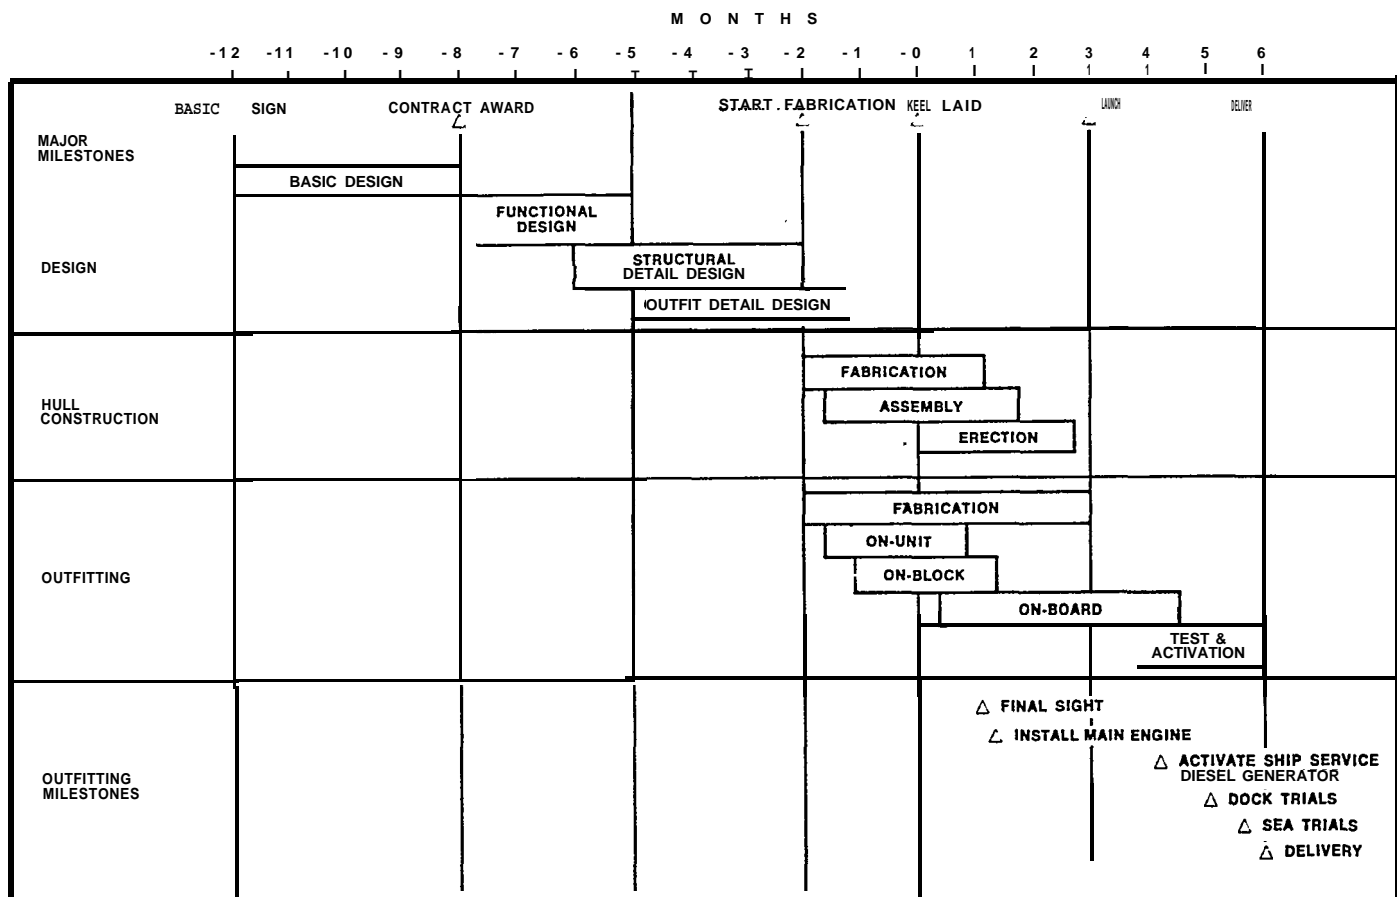 M O N T H S
-12 -11 -10 -9 -8 -7 -6 -5 -4 -3 -2 -1 -0 1 2 3 4 5 6
BASIC SIGN CONTRACT AWARD START FABRICATION KEEL LAID LAUNCH DELIVER
MAJOR
MILESTONES
BASIC DESIGN
FUNCTIONAL
DESIGN
DESIGN
STRUCTURAL
DETAIL DESIGN
OUTFIT DETAIL DESIGN
HULL
CONSTRUCTION
FABRICATION
ASSEMBLY
ERECTION
OUTFITTING
FABRICATION
ON-UNIT
ON-BLOCK
ON-BOARD
TEST &
ACTIVATION
OUTFITTING
MILESTONES
FINAL SIGHT
INSTALL MAIN ENGINE
ACTIVATE SHIP SERVICE
DIESEL GENERATOR
DOCK TRIALS
SEA TRIALS
DELIVERY